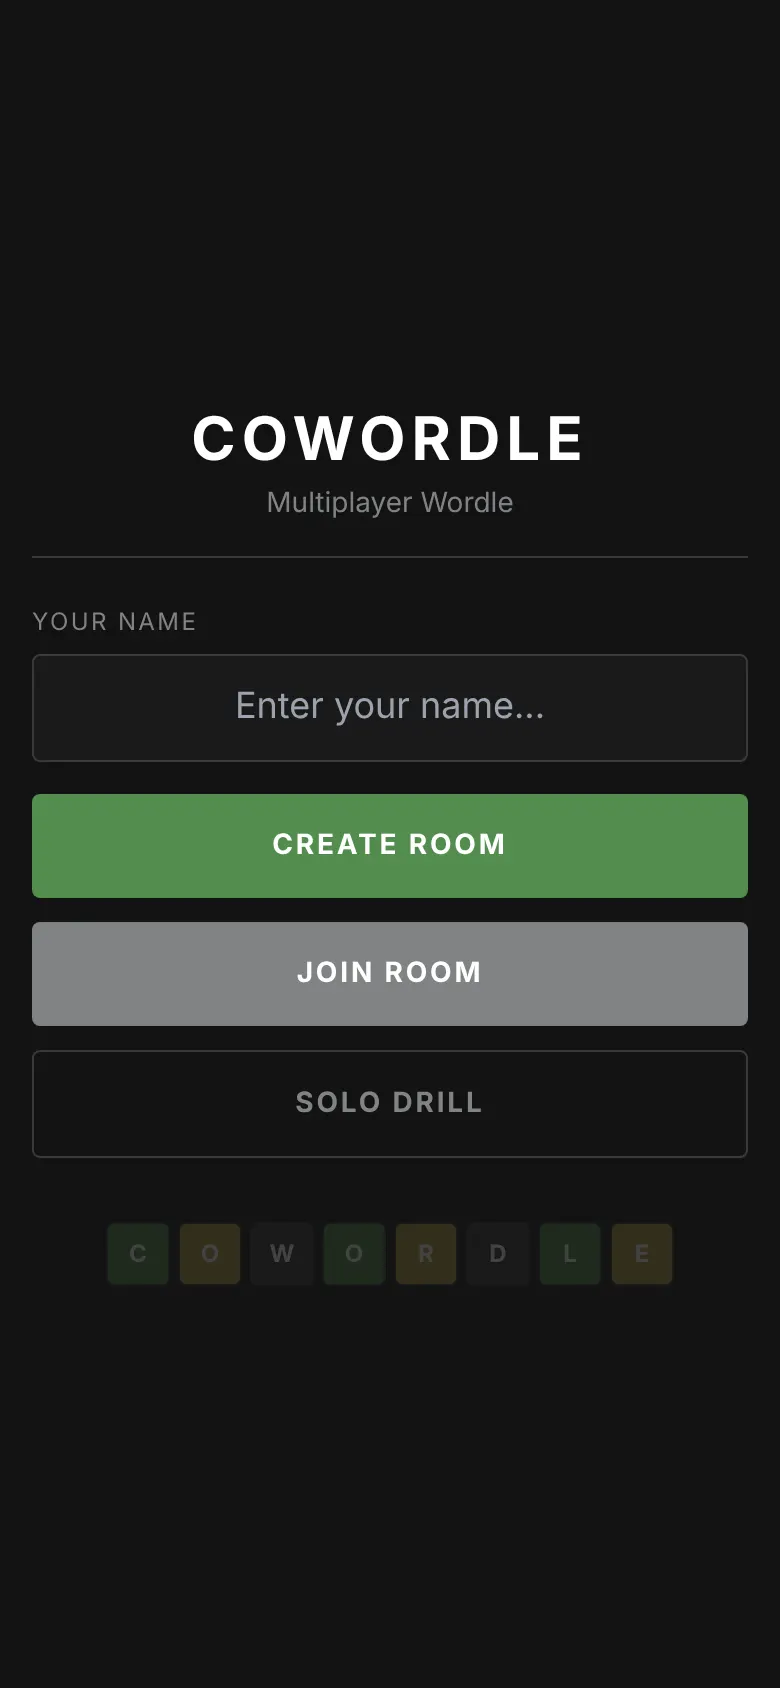 COWORDLE
Multiplayer Wordle
YOUR NAME
Enter your name...
CREATE ROOM
JOIN ROOM
SOLO DRILL
C O W O R D L E